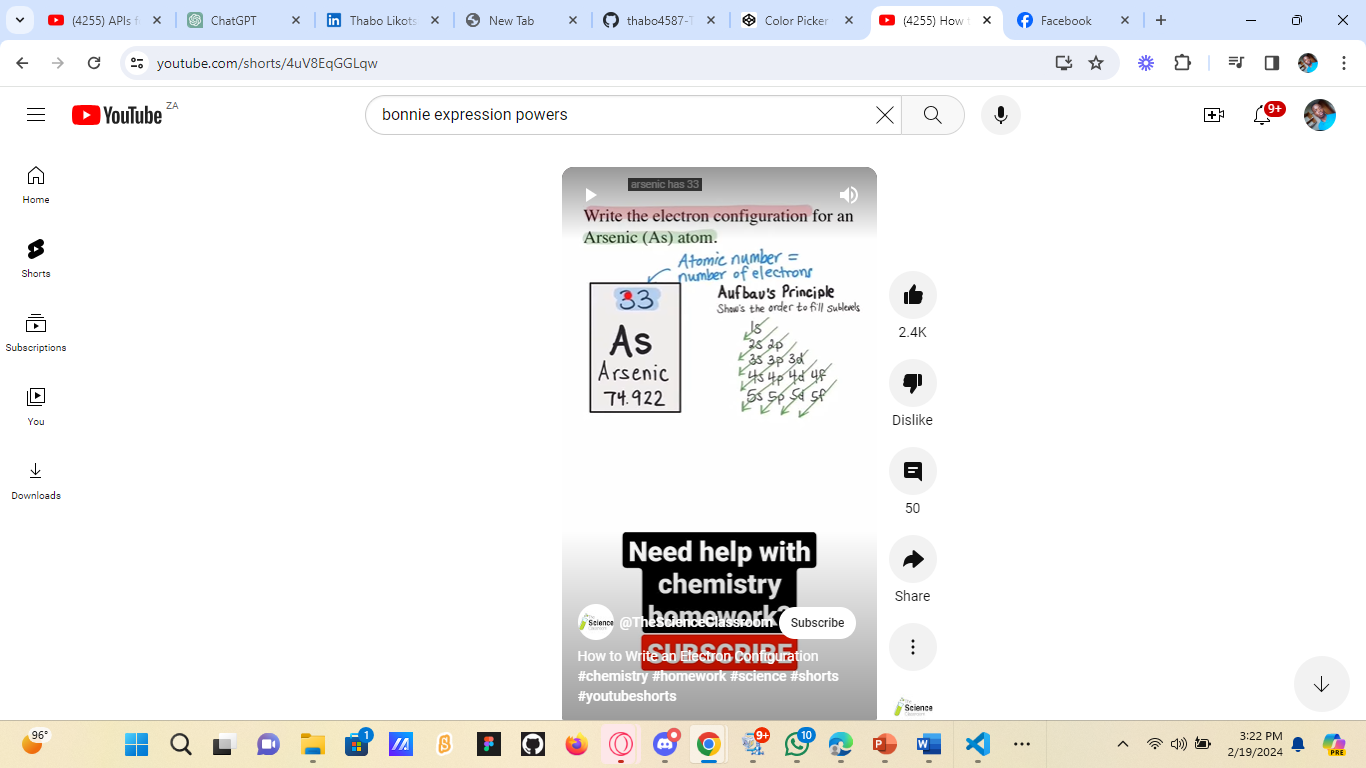 (4255) APIs f
ChatGPT
Thabo Likots
New Tab
thabo4587-T
Color Picker
(4255) How t
Facebook
youtube.com/shorts/4uV8EqGGLqw
YouTube ZA
bonnie expression powers
9+
Home
Shorts
Subscriptions
You
Downloads
arsenic has 33
Write the electron configuration for an
Arsenic (As) atom.
Atomic number =
number of electrons
33
As
Arsenic
74.922
Aufbau's Principle
Show's the order to fill sublevels
1s
2s 2p
3s 3p 3d
4s 4p 4d 4f
5s 5p 5d 5f
Need help with
chemistry
homework?
SUBSCRIBE
Science @TheScienceClassroom Subscribe
How to Write an Electron Configuration
#chemistry #homework #science #shorts
#youtubeshorts
2.4K
Dislike
50
Share
Science
96°
1
9+
10
3:22 PM
2/19/2024
PRE